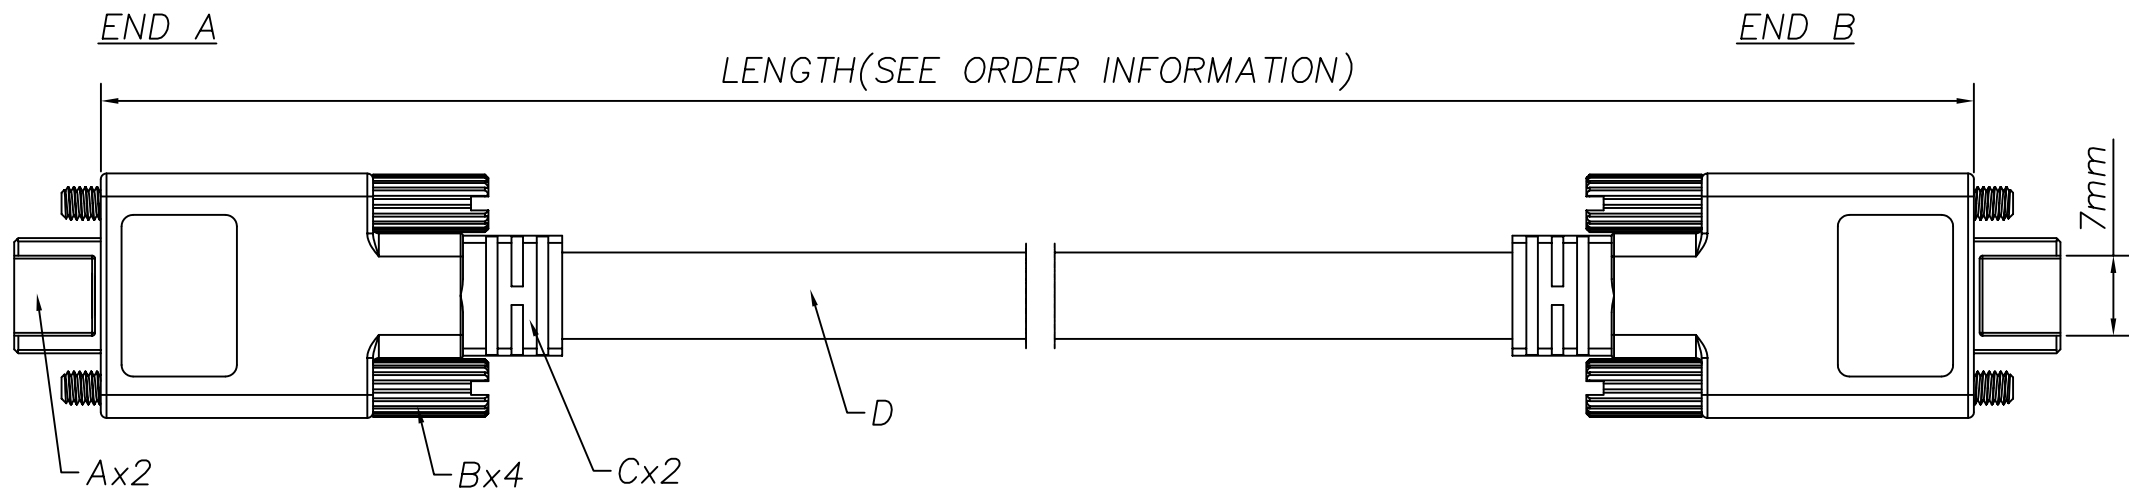 END A
END B
LENGTH(SEE ORDER INFORMATION)
7mm
D
Ax2
Bx4
Cx2